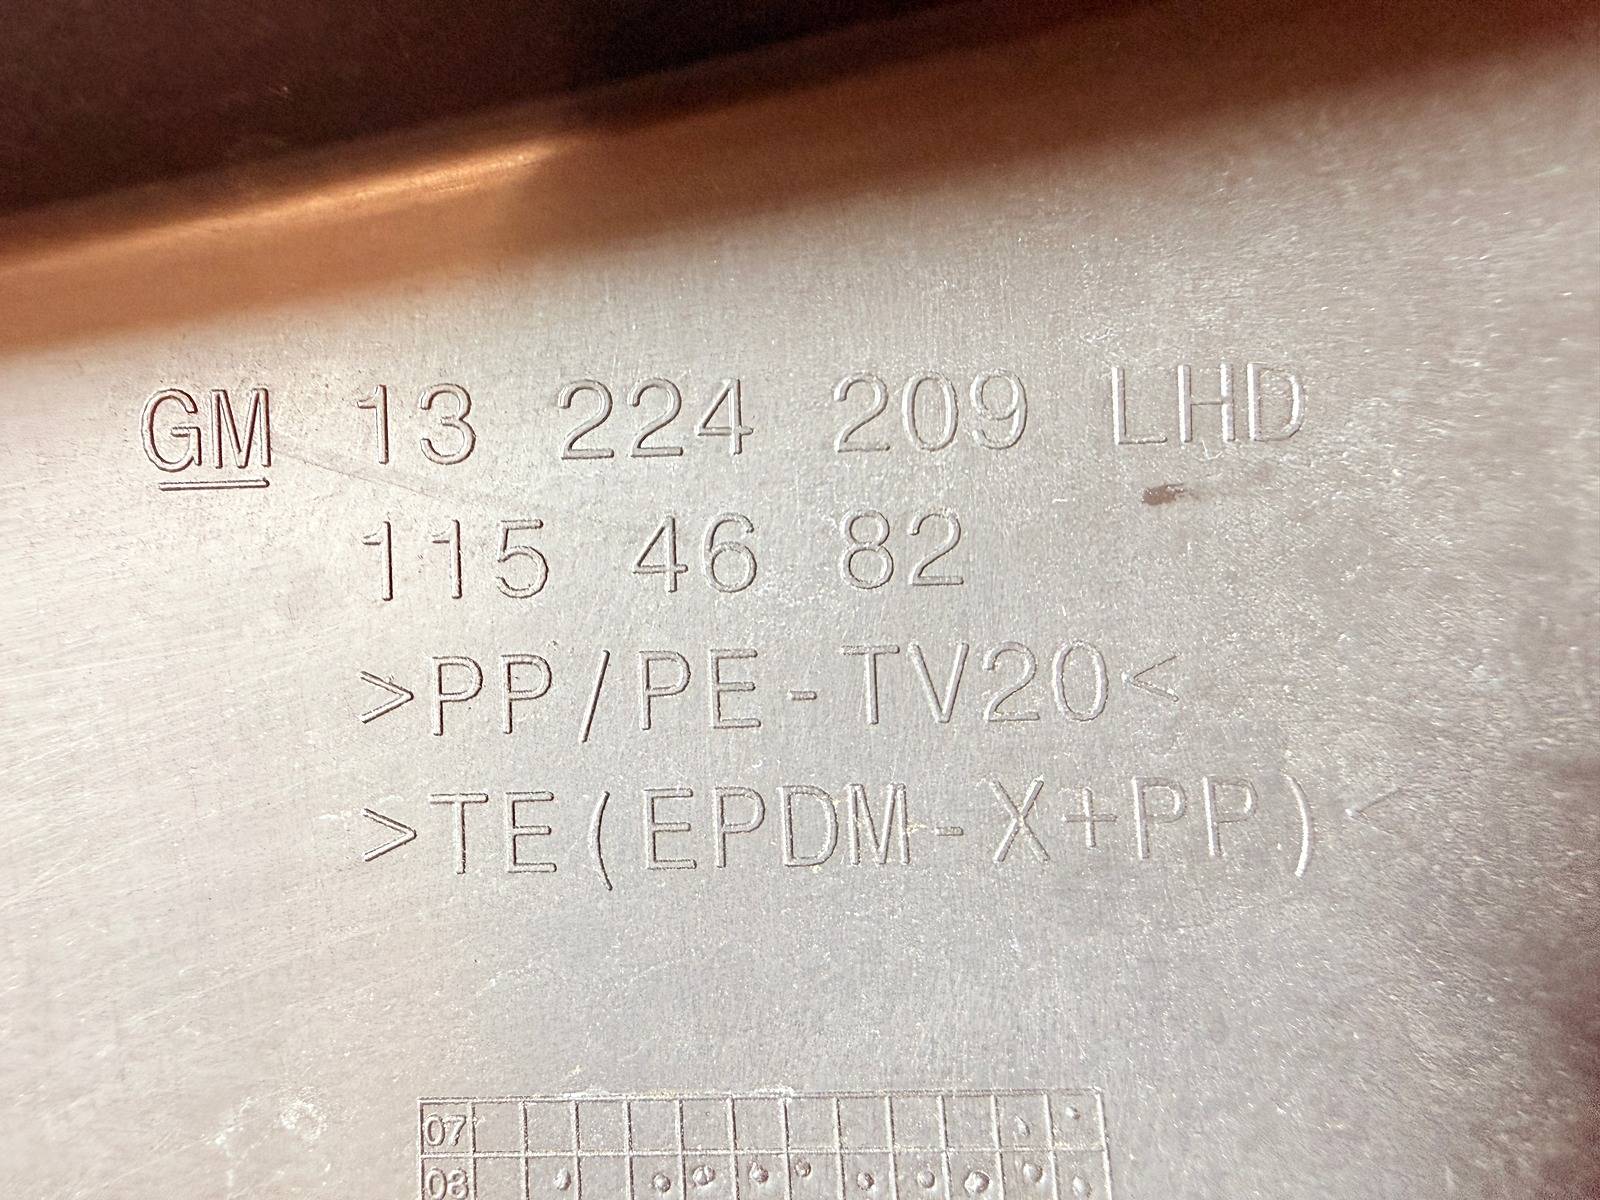 GM 13 224 209 LHD
115 46 82
>PP/PE-TV20<
>TE(EPDM-X+PP)<
07
08